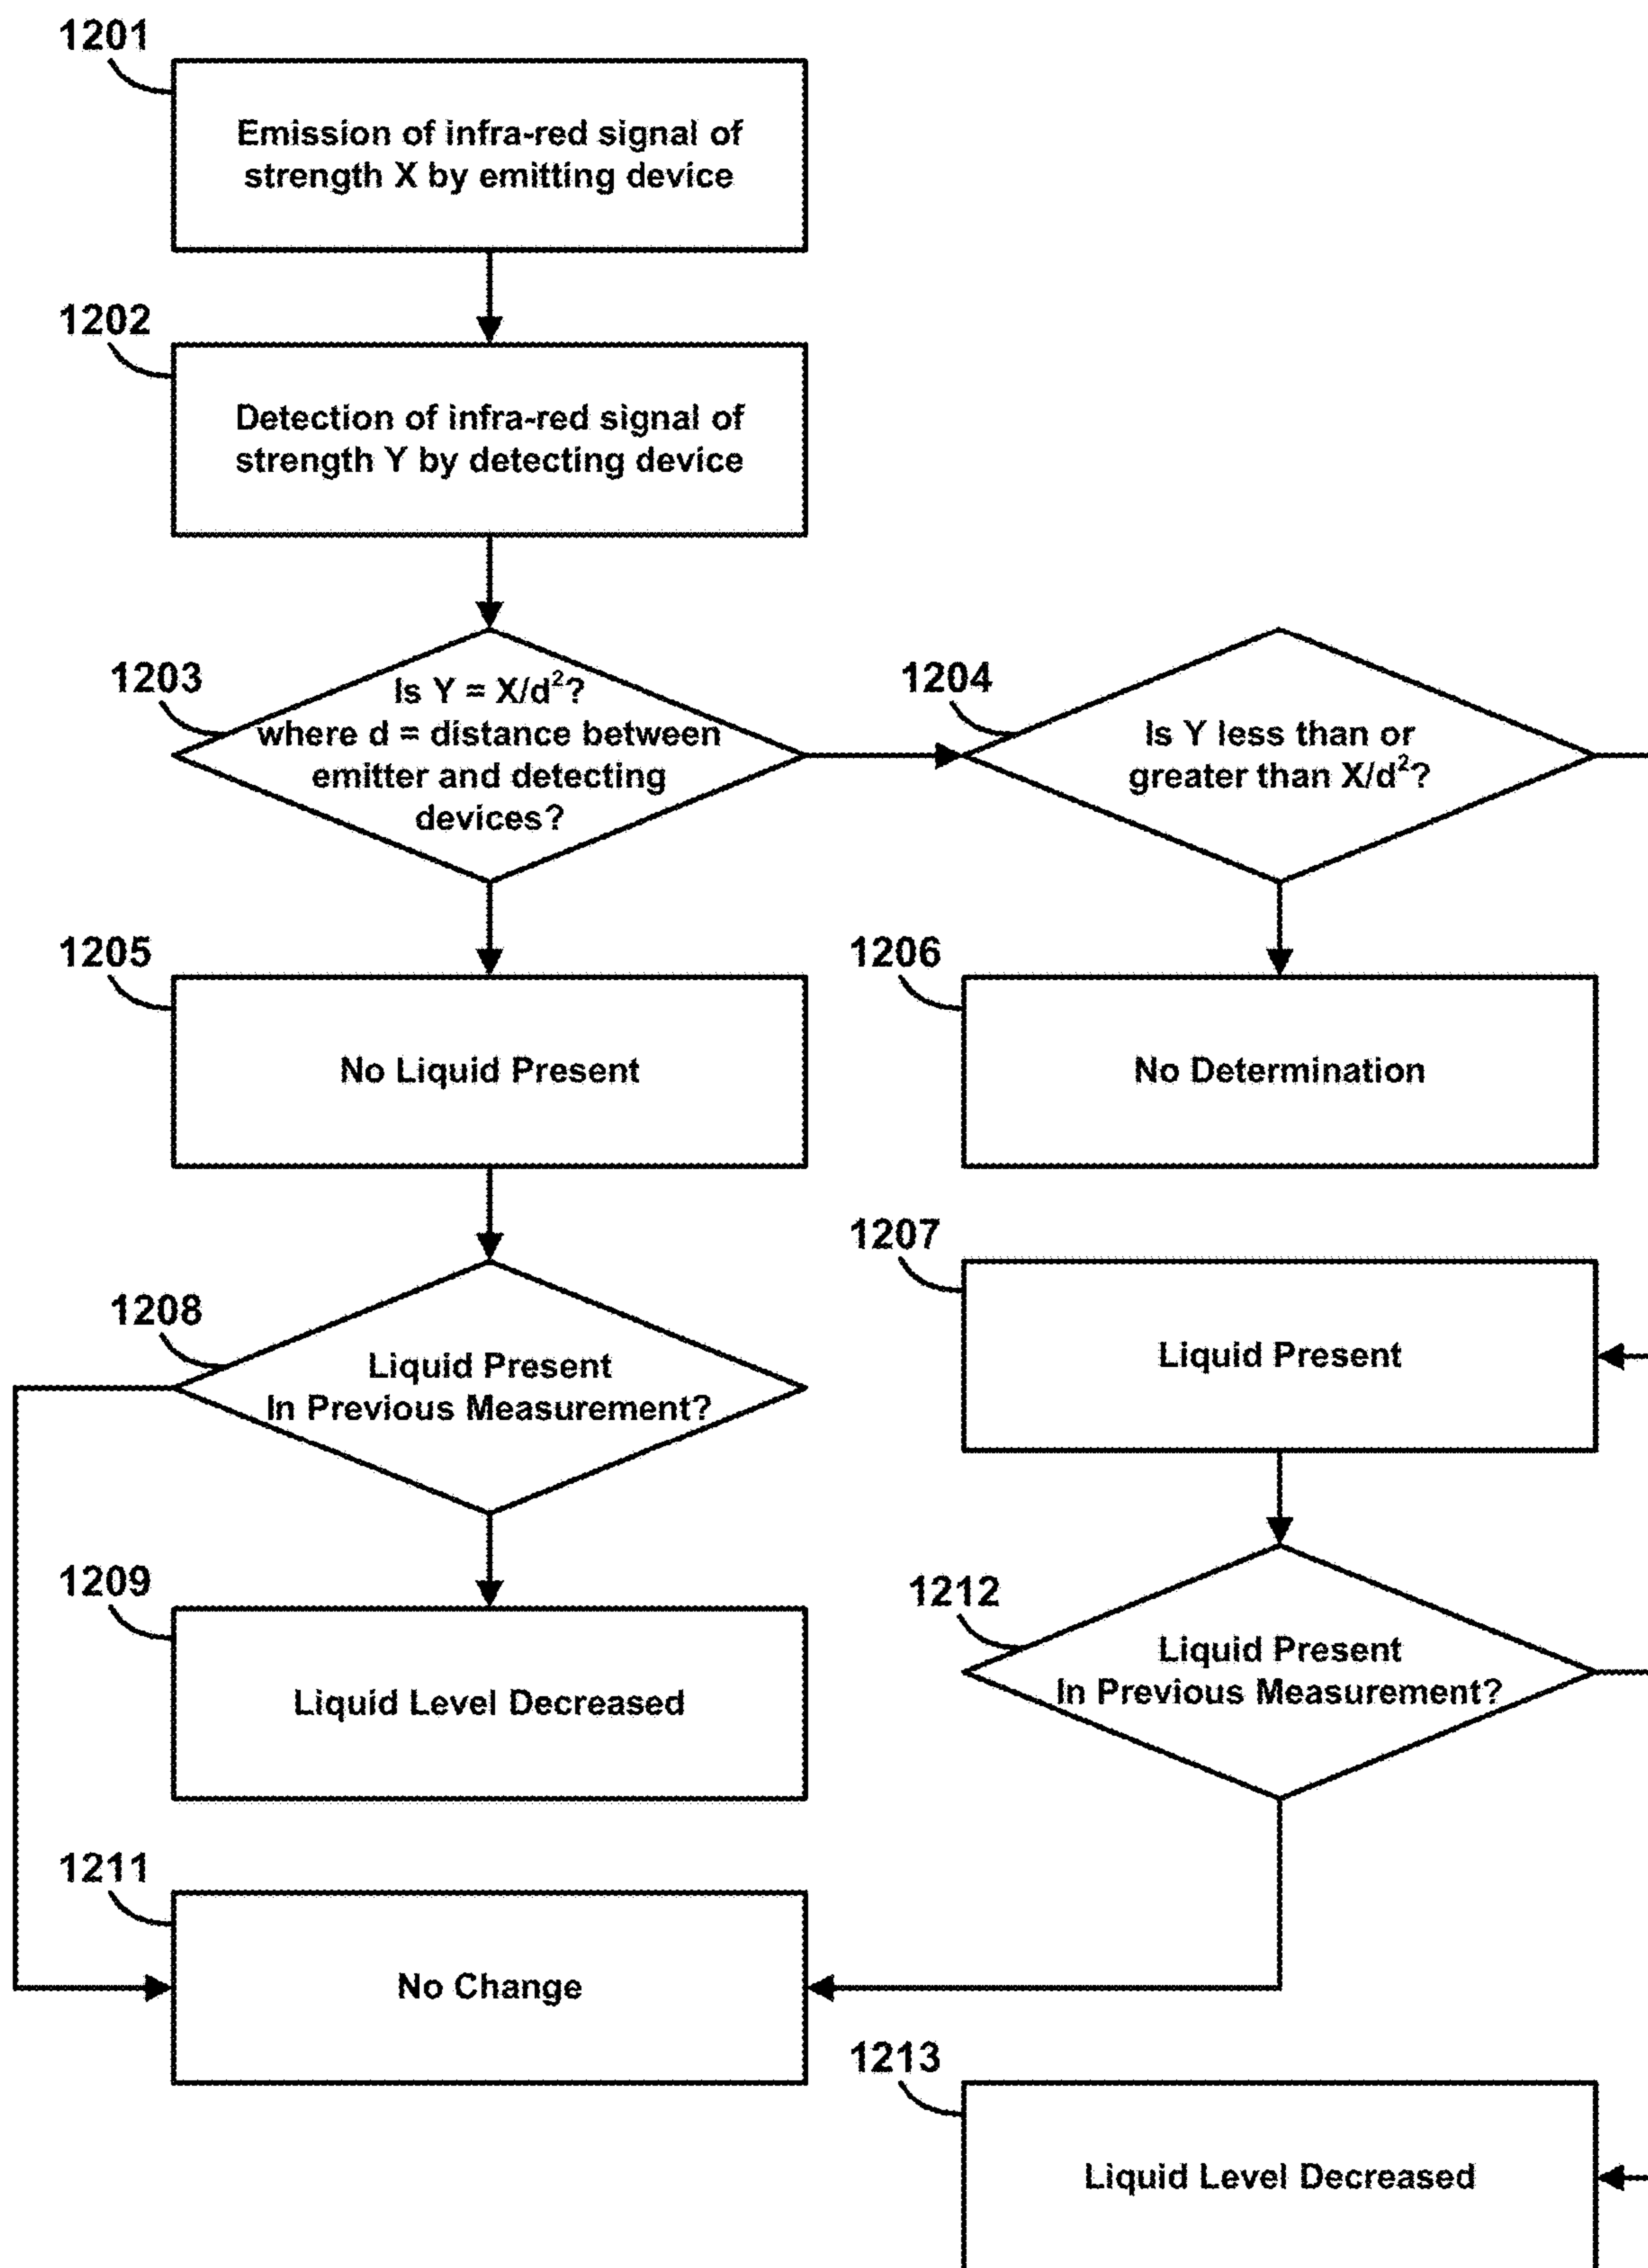 1201
Emission of infra-red signal of
strength X by emitting device
1202
Detection of infra-red signal of
strength Y by detecting device
1203
Is Y = X/d²?
where d = distance between
emitter and detecting
devices?
1204
Is Y less than or
greater than X/d²?
1205
No Liquid Present
1206
No Determination
1207
Liquid Present
1208
Liquid Present
In Previous Measurement?
1209
Liquid Level Decreased
1212
Liquid Present
In Previous Measurement?
1211
No Change
1213
Liquid Level Decreased